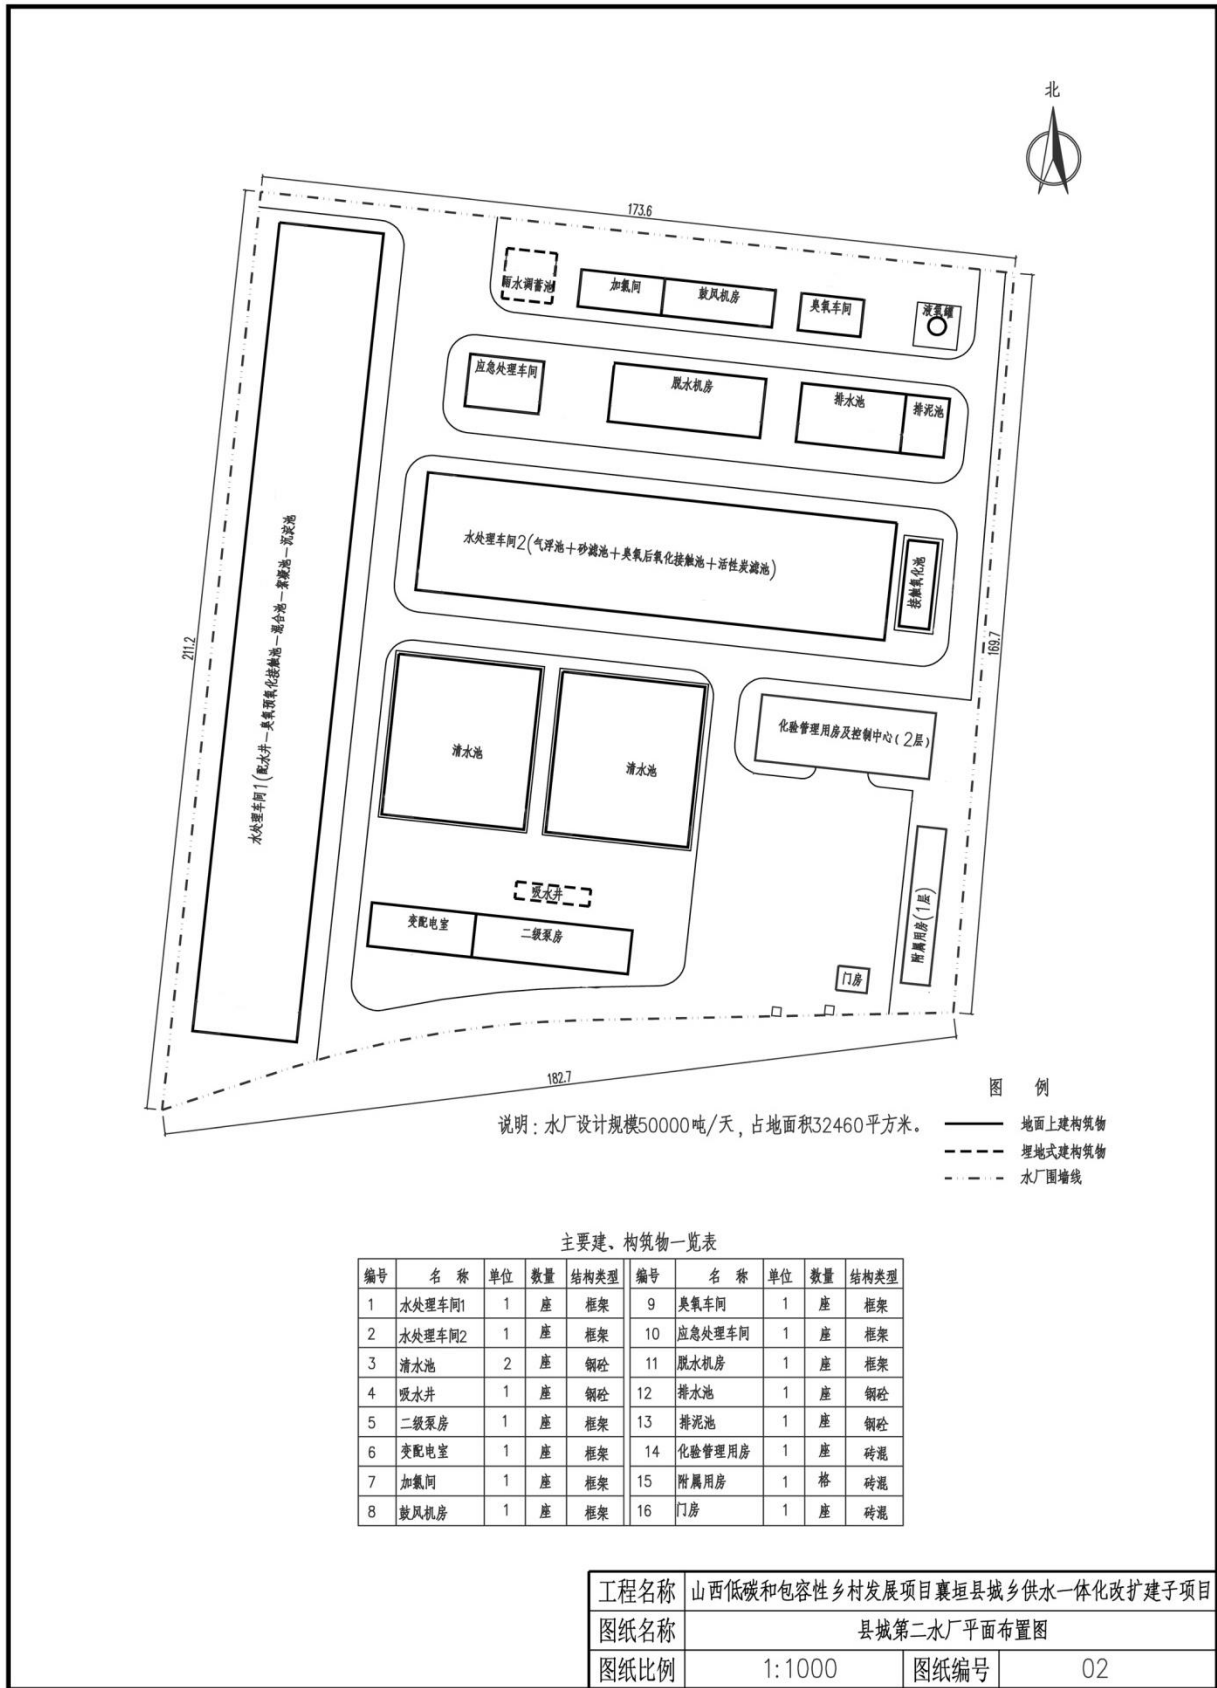 北
173.6
雨水调蓄池
加氯间
鼓风机房
臭氧车间
液氧罐
应急处理车间
脱水机房
排水池
排泥池
水处理车间2(气浮池+砂滤池+臭氧后氧化接触池+活性炭滤池)
接触氧化池
水处理车间1(配水井—臭氧预氧化接触池—混合池—絮凝池—沉淀池
211.2
169.7
清水池
清水池
化验管理用房及控制中心(2层)
吸水井
变配电室
二级泵房
附属用房(1层)
门房
182.7
说明:水厂设计规模50000吨/天,占地面积32460平方米。
图 例
地面上建构筑物
埋地式建构筑物
水厂围墙线
主要建、构筑物一览表
编号 名 称 单位 数量 结构类型 编号 名 称 单位 数量 结构类型
1 水处理车间1 1 座 框架 9 臭氧车间 1 座 框架
2 水处理车间2 1 座 框架 10 应急处理车间 1 座 框架
3 清水池 2 座 钢砼 11 脱水机房 1 座 框架
4 吸水井 1 座 钢砼 12 排水池 1 座 钢砼
5 二级泵房 1 座 框架 13 排泥池 1 座 钢砼
6 变配电室 1 座 框架 14 化验管理用房 1 座 砖混
7 加氯间 1 座 框架 15 附属用房 1 格 砖混
8 鼓风机房 1 座 框架 16 门房 1 座 砖混
工程名称 山西低碳和包容性乡村发展项目襄垣县城乡供水一体化改扩建子项目
图纸名称 县城第二水厂平面布置图
图纸比例 1:1000 图纸编号 02